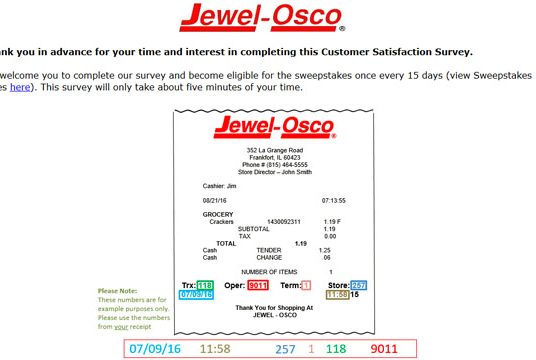 Jewel-Osco®
ank you in advance for your time and interest in completing this Customer Satisfaction Survey.
welcome you to complete our survey and become eligible for the sweepstakes once every 15 days (view Sweepstakes
es here). This survey will only take about five minutes of your time.
Jewel-Osco®
352 La Grange Road
Frankfort, IL 60423
Phone # (815) 464-5555
Store Director – John Smith
Cashier: Jim
08/21/16 07:13:55
GROCERY
Crackers 1430092311 1.19 F
SUBTOTAL 1.19
TAX 0.00
TOTAL 1.19
Cash TENDER 1.25
Cash CHANGE .06
NUMBER OF ITEMS 1
Trx: 118 Oper: 9011 Term: 1 Store: 257
07/09/16 11:58 15
Thank You for Shopping At
JEWEL - OSCO
Please Note:
These numbers are for
example purposes only.
Please use the numbers
from your receipt
07/09/16 11:58 257 1 118 9011